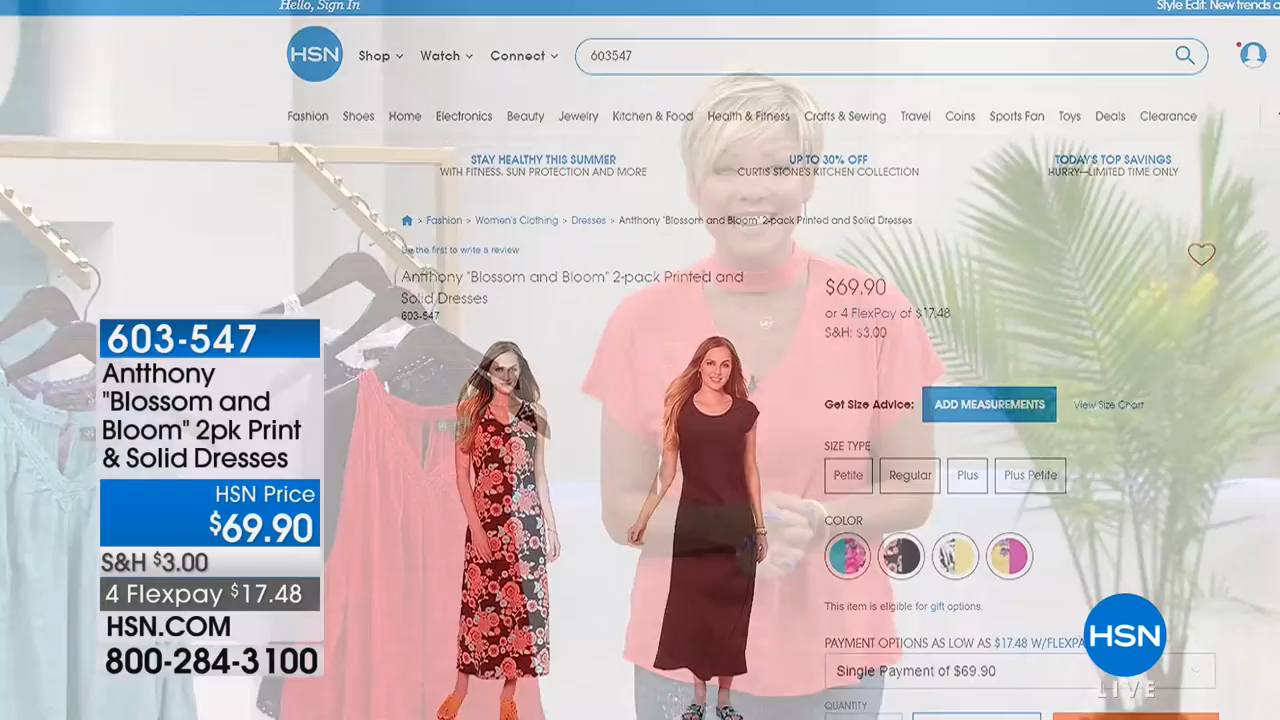 Hello, Sign In
Style Edit: New trends a
HSN
Shop
Watch
Connect
603547
Fashion
Shoes
Home
Electronics
Beauty
Jewelry
Kitchen & Food
Health & Fitness
Crafts & Sewing
Travel
Coins
Sports Fan
Toys
Deals
Clearance
STAY HEALTHY THIS SUMMER
WITH FITNESS, SUN PROTECTION AND MORE
UP TO 30% OFF
CURTIS STONE'S KITCHEN COLLECTION
TODAY'S TOP SAVINGS
HURRY—LIMITED TIME ONLY
> Fashion > Women's Clothing > Dresses > Antthony "Blossom and Bloom" 2-pack Printed and Solid Dresses
Be the first to write a review
Antthony "Blossom and Bloom" 2-pack Printed and
Solid Dresses
603-547
$69.90
or 4 FlexPay of $17.48
S&H: $3.00
Get Size Advice:
ADD MEASUREMENTS
View Size Chart
SIZE TYPE
Petite
Regular
Plus
Plus Petite
COLOR
This item is eligible for gift options.
PAYMENT OPTIONS AS LOW AS $17.48 W/FLEXPA
Single Payment of $69.90
QUANTITY
603-547
Antthony
"Blossom and
Bloom" 2pk Print
& Solid Dresses
HSN Price
$69.90
S&H $3.00
4 Flexpay $17.48
HSN.COM
800-284-3100
HSN
LIVE